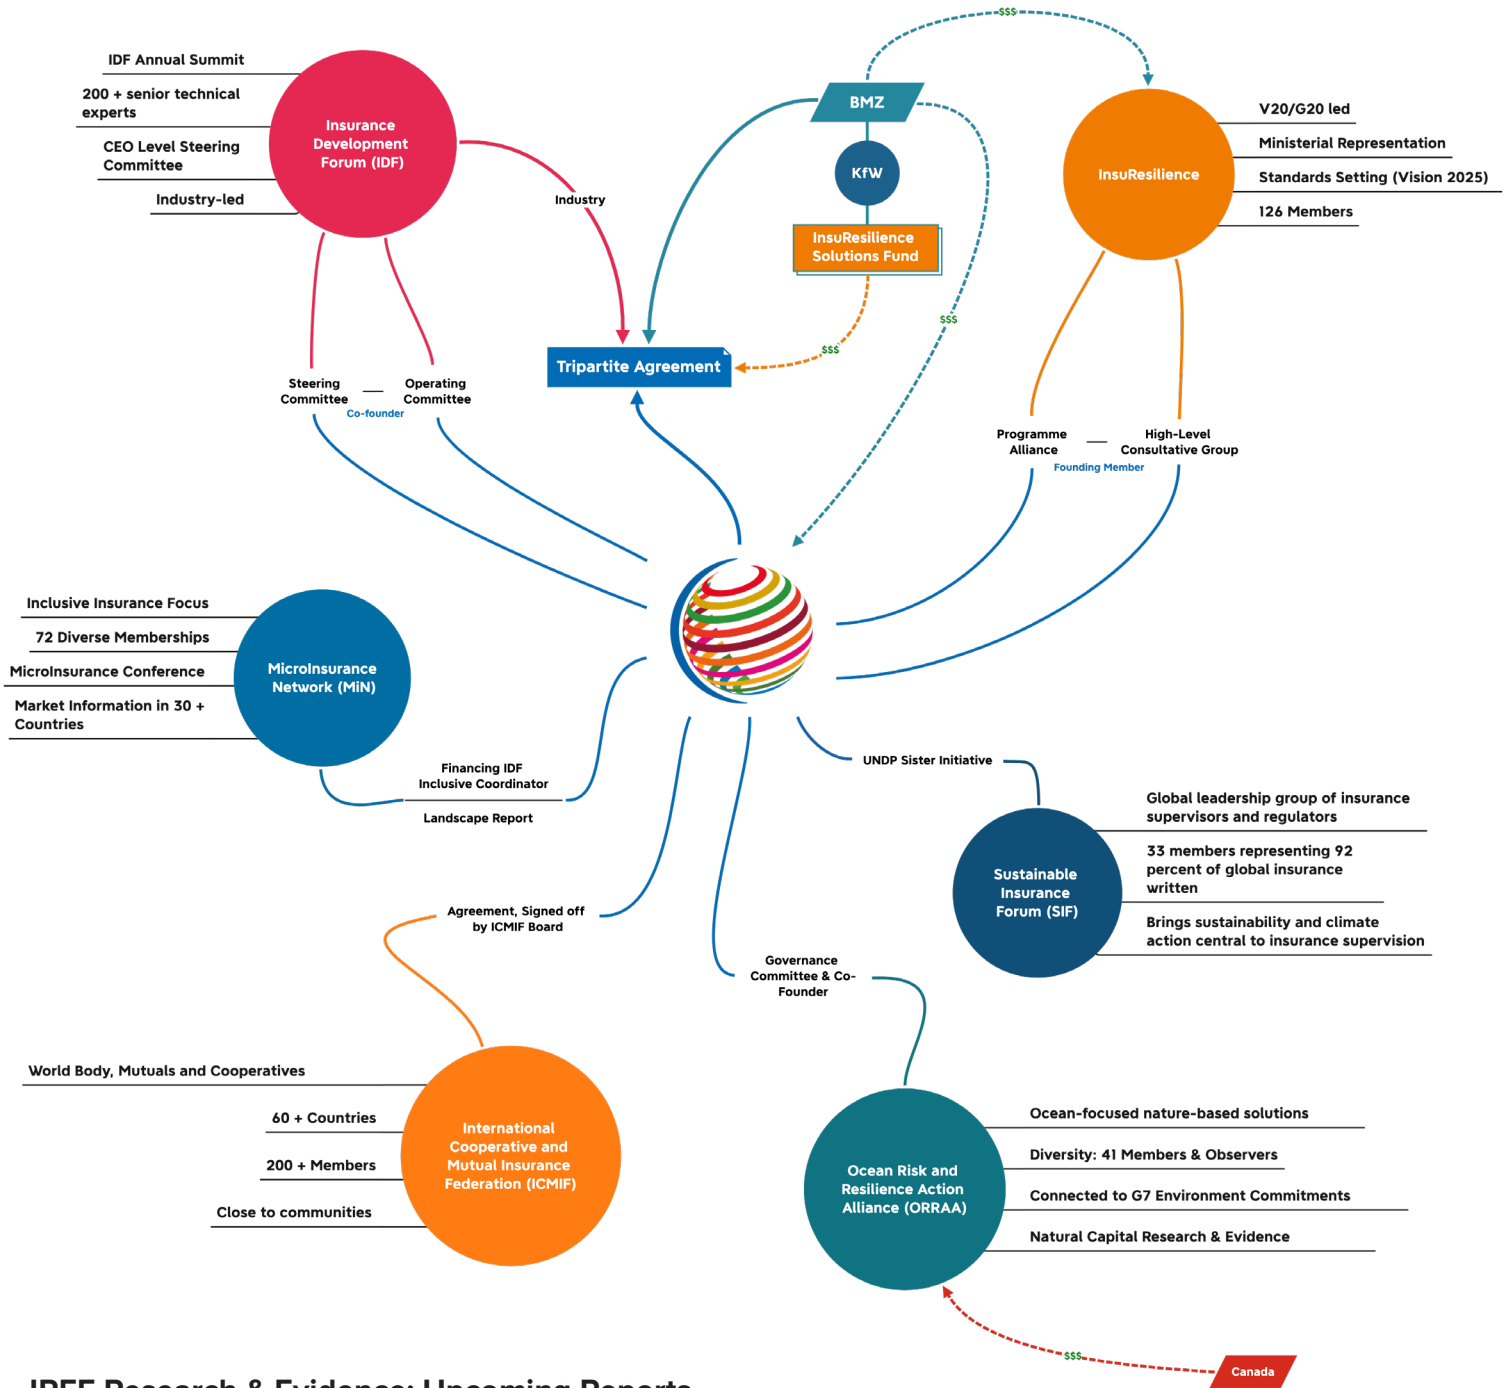 $$$
IDF Annual Summit
200 + senior technical
experts
CEO Level Steering
Committee
Industry-led
Insurance
Development
Forum (IDF)
Industry
BMZ
KfW
InsuResilience
Solutions Fund
InsuResilience
V20/G20 led
Ministerial Representation
Standards Setting (Vision 2025)
126 Members
$$$
$$$
Tripartite Agreement
Steering
Committee
Operating
Committee
Co-founder
Programme
Alliance
High-Level
Consultative Group
Founding Member
Inclusive Insurance Focus
72 Diverse Memberships
MicroInsurance Conference
Market Information in 30 +
Countries
MicroInsurance
Network (MiN)
Financing IDF
Inclusive Coordinator
Landscape Report
UNDP Sister Initiative
Sustainable
Insurance
Forum (SIF)
Global leadership group of insurance
supervisors and regulators
33 members representing 92
percent of global insurance
written
Brings sustainability and climate
action central to insurance supervision
Agreement, Signed off
by ICMIF Board
Governance
Committee & Co-
Founder
World Body, Mutuals and Cooperatives
60 + Countries
200 + Members
Close to communities
International
Cooperative and
Mutual Insurance
Federation (ICMIF)
Ocean Risk and
Resilience Action
Alliance (ORRAA)
Ocean-focused nature-based solutions
Diversity: 41 Members & Observers
Connected to G7 Environment Commitments
Natural Capital Research & Evidence
$$$
Canada
Research & Evidence: Upcoming Reports